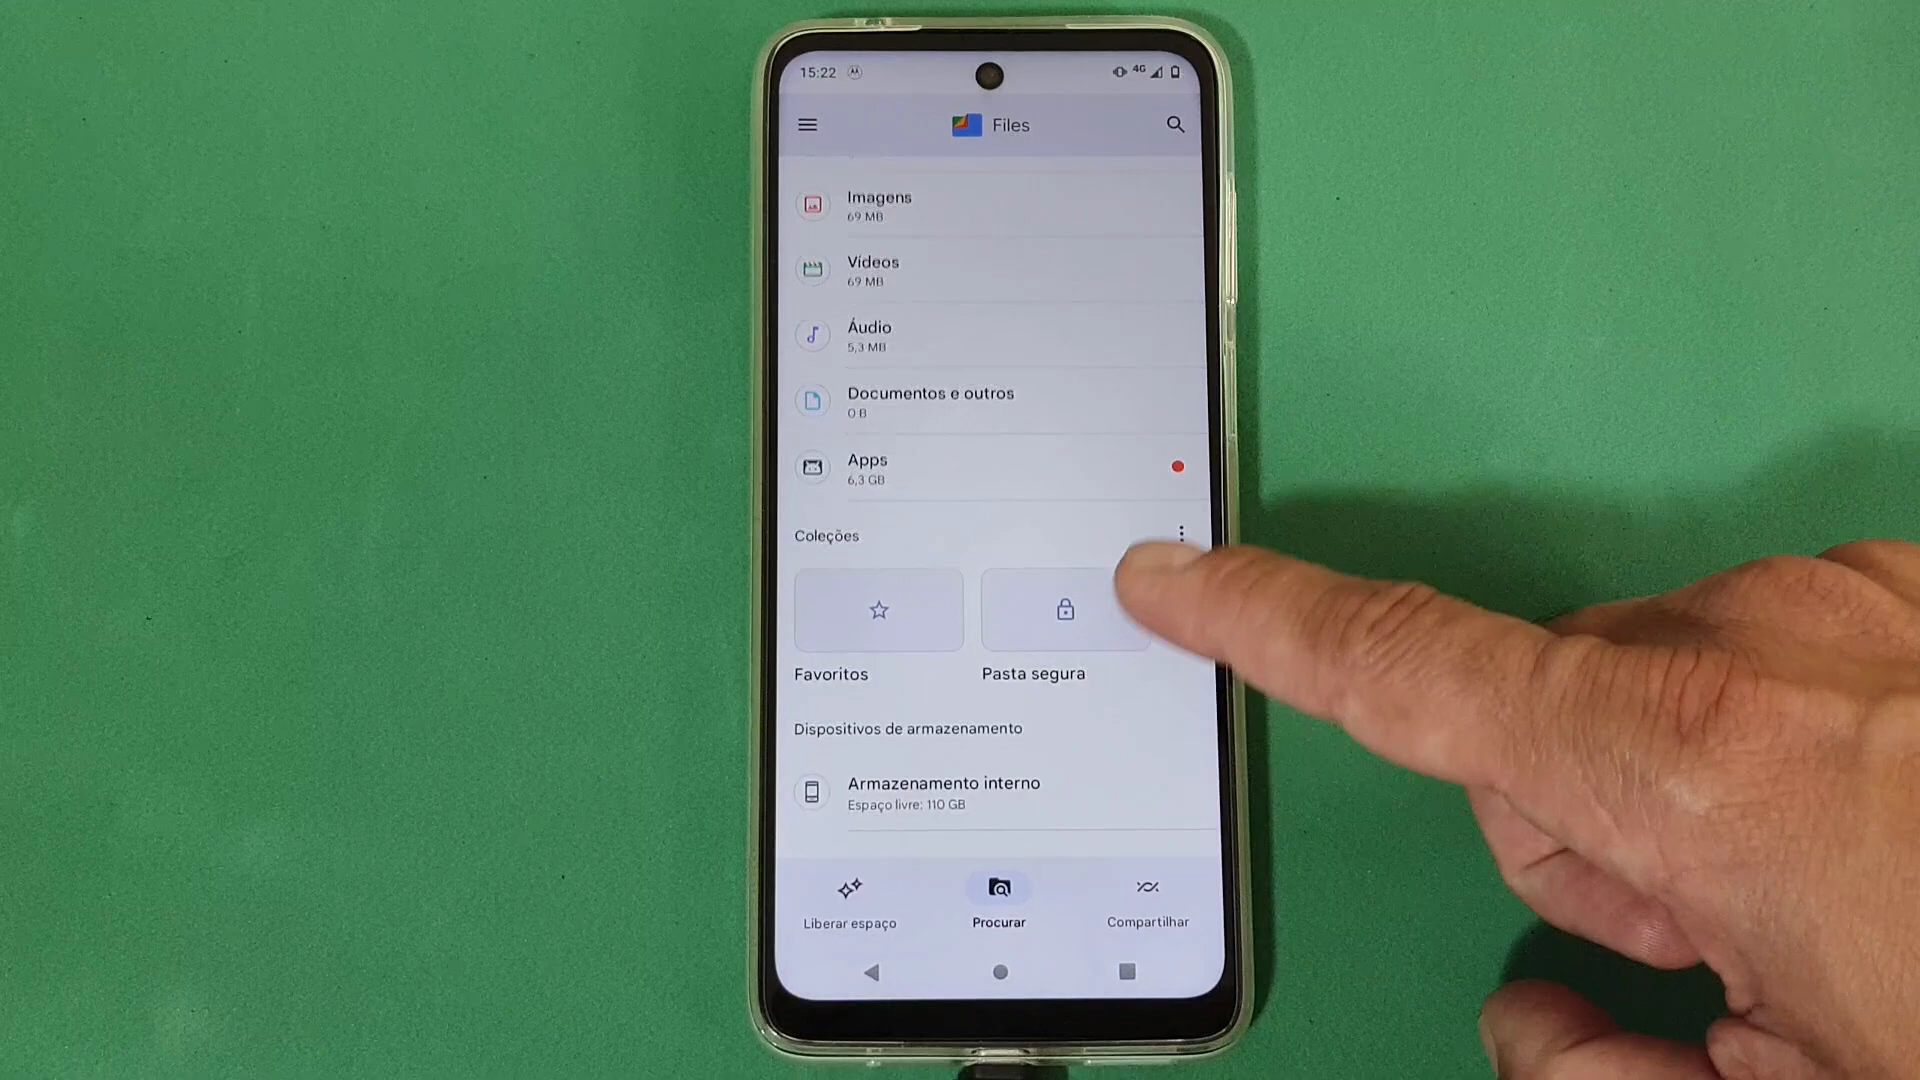 15:22
4G
Files
Imagens
69 MB
Vídeos
69 MB
Áudio
5,3 MB
Documentos e outros
0 B
Apps
6,3 GB
Coleções
Favoritos
Pasta segura
Dispositivos de armazenamento
Armazenamento interno
Espaço livre: 110 GB
Liberar espaço
Procurar
Compartilhar